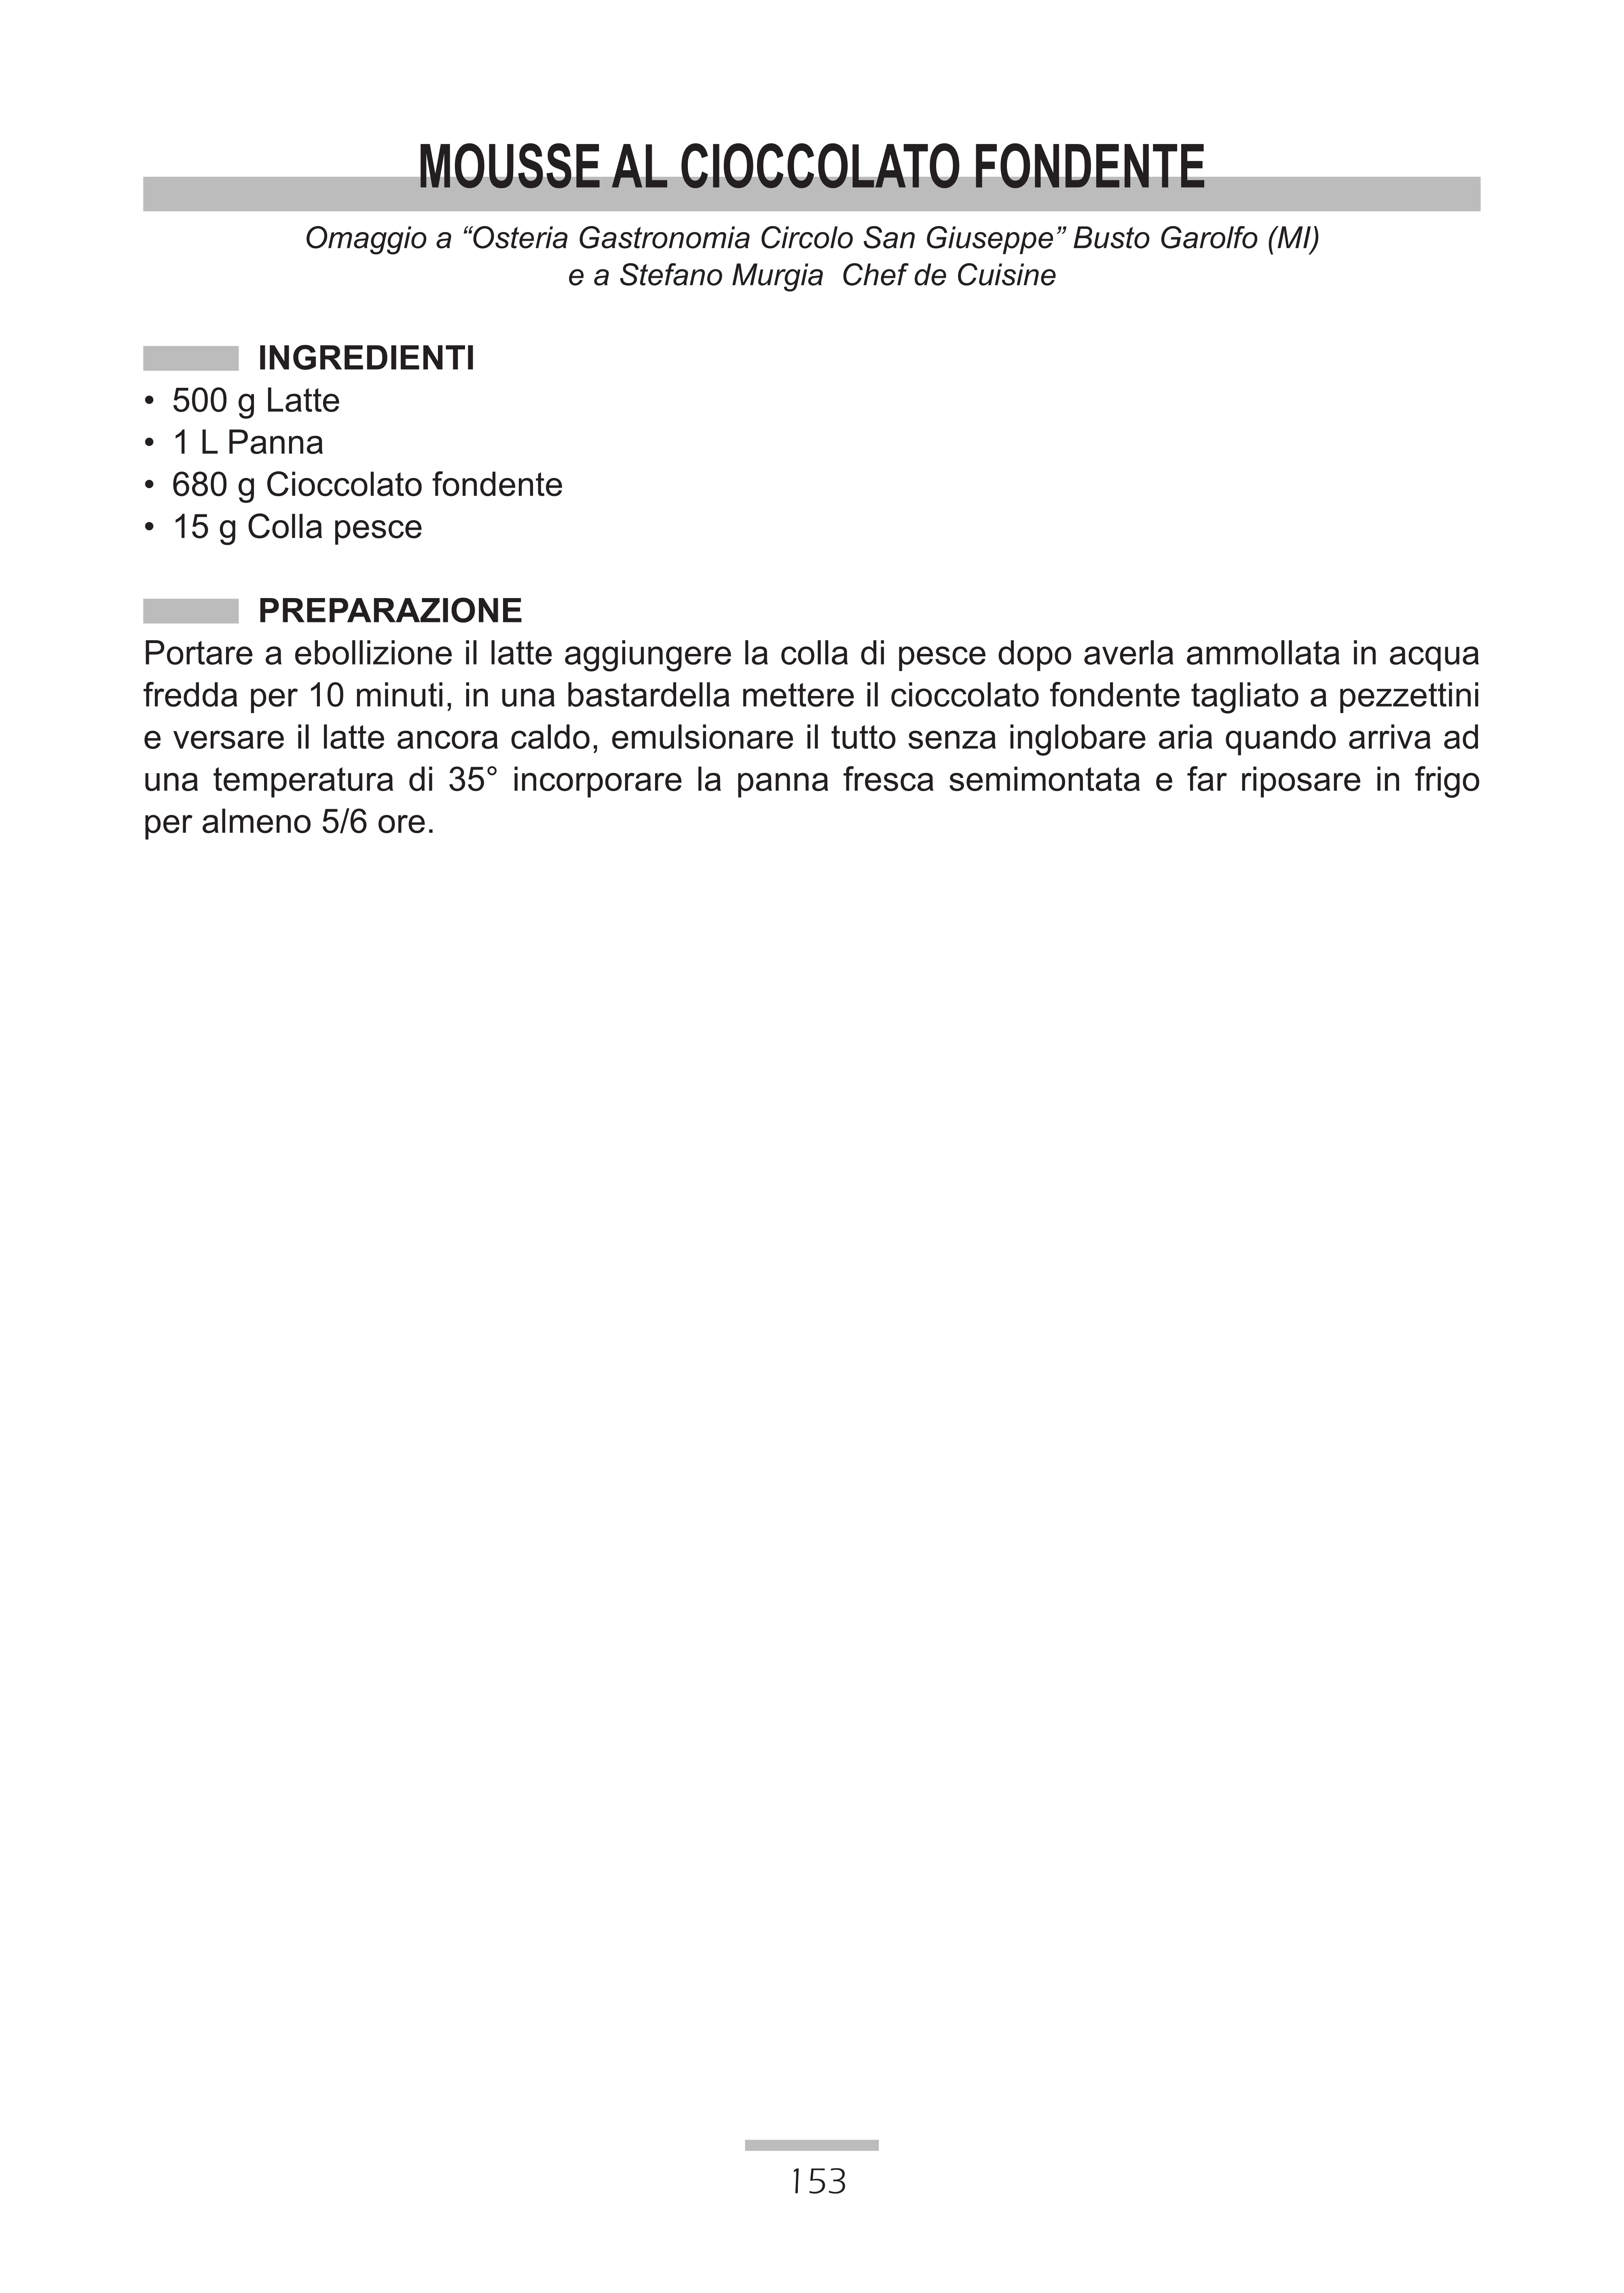 MOUSSE AL CIOCCOLATO FONDENTE
Omaggio a “Osteria Gastronomia Circolo San Giuseppe” Busto Garolfo (MI)
e a Stefano Murgia  Chef de Cuisine
INGREDIENTI
• 500 g Latte
• 1 L Panna
• 680 g Cioccolato fondente
• 15 g Colla pesce
PREPARAZIONE
Portare a ebollizione il latte aggiungere la colla di pesce dopo averla ammollata in acqua
fredda per 10 minuti, in una bastardella mettere il cioccolato fondente tagliato a pezzettini
e versare il latte ancora caldo, emulsionare il tutto senza inglobare aria quando arriva ad
una temperatura di 35° incorporare la panna fresca semimontata e far riposare in frigo
per almeno 5/6 ore.
153